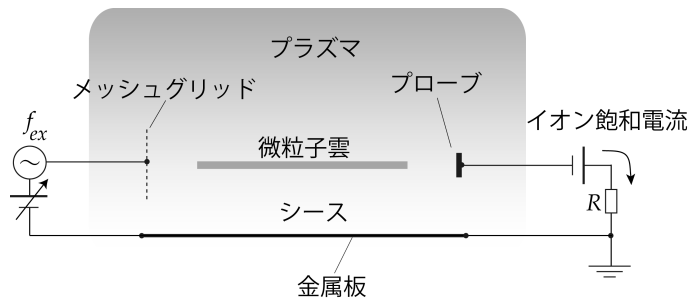 プラズマ
メッシュグリッド
プローブ
イオン飽和電流
fex
微粒子雲
R
シース
金属板